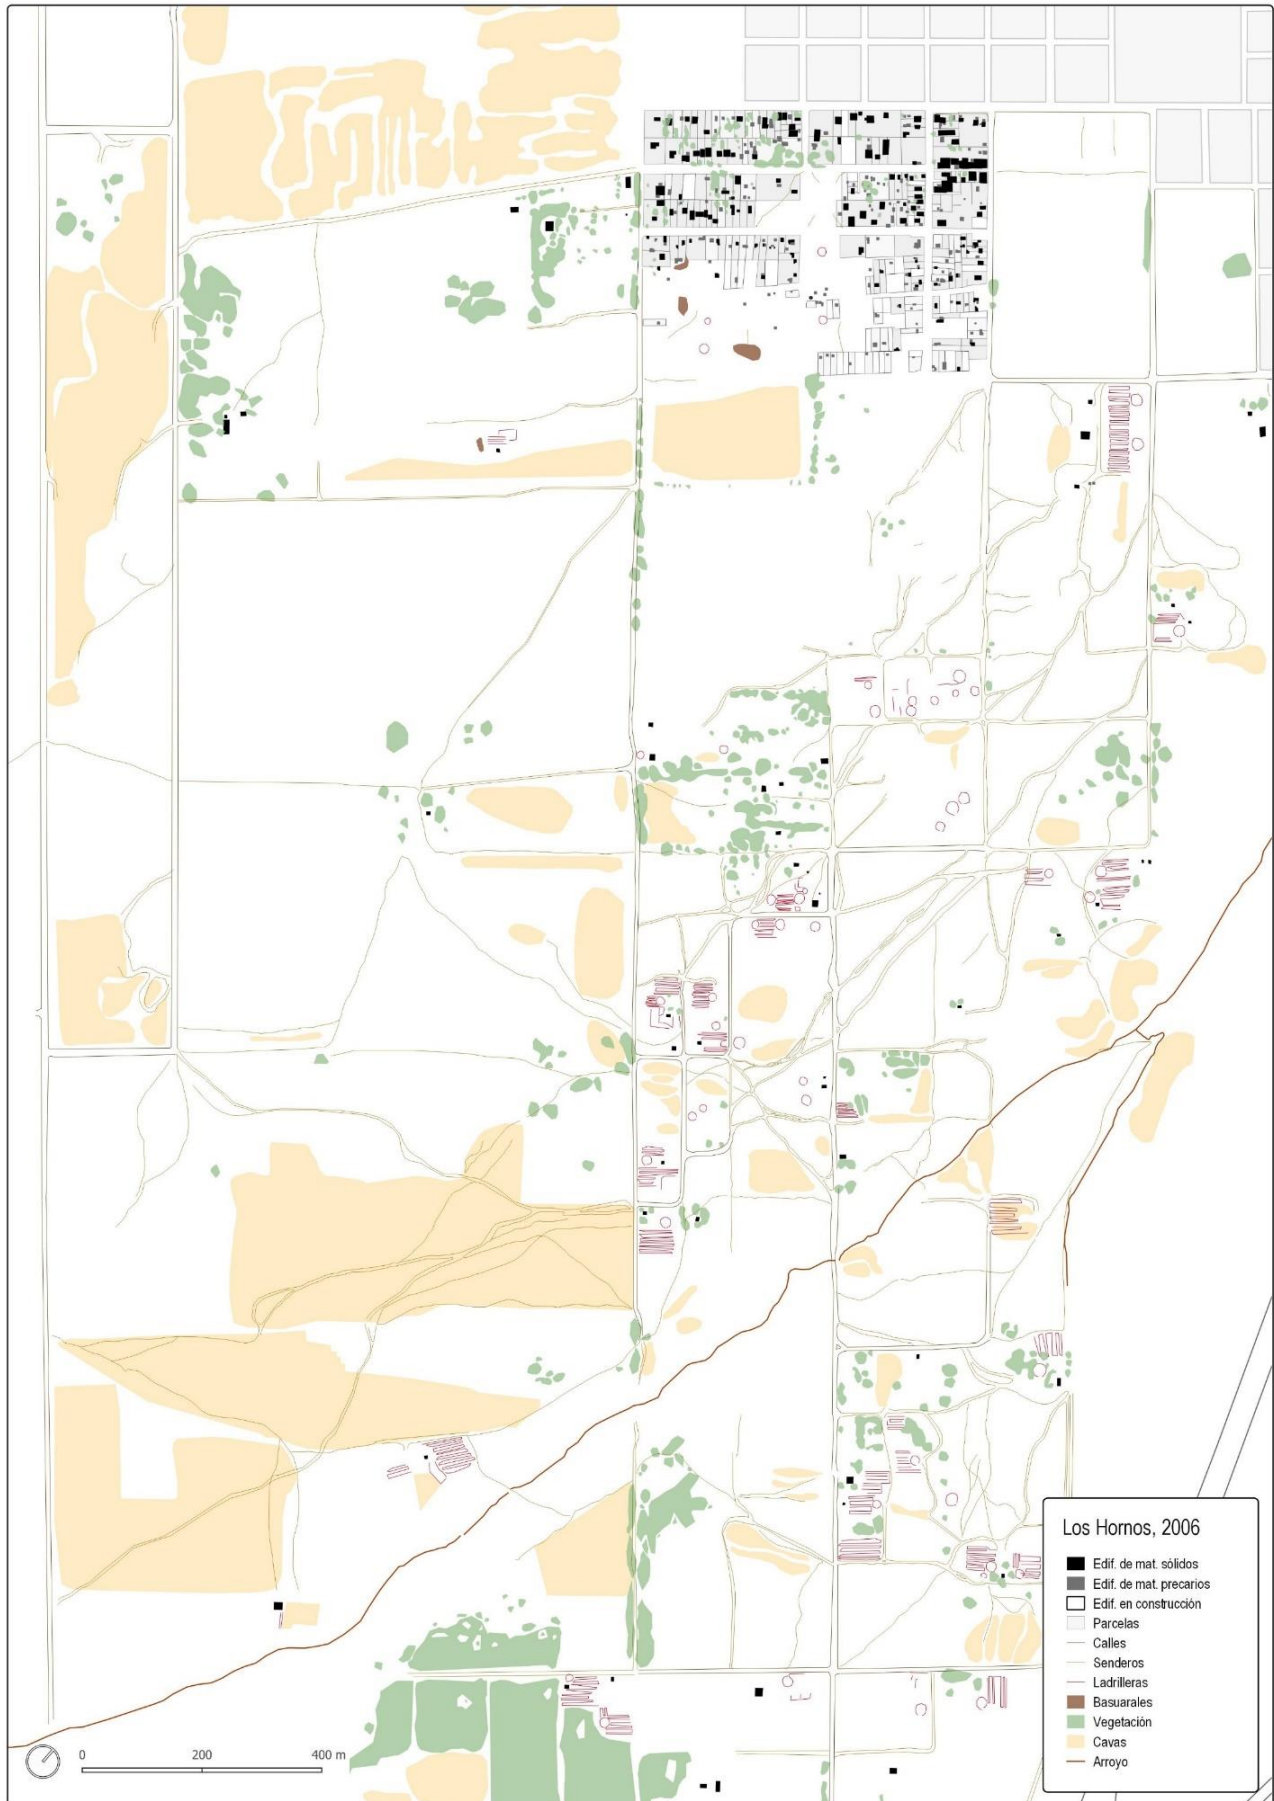 Los Hornos, 2006
Edif. de mat. sólidos
Edif. de mat. precarios
Edif. en construcción
Parcelas
Calles
Senderos
Ladrilleras
Basuarales
Vegetación
Cavas
Arroyo
0 200 400 m